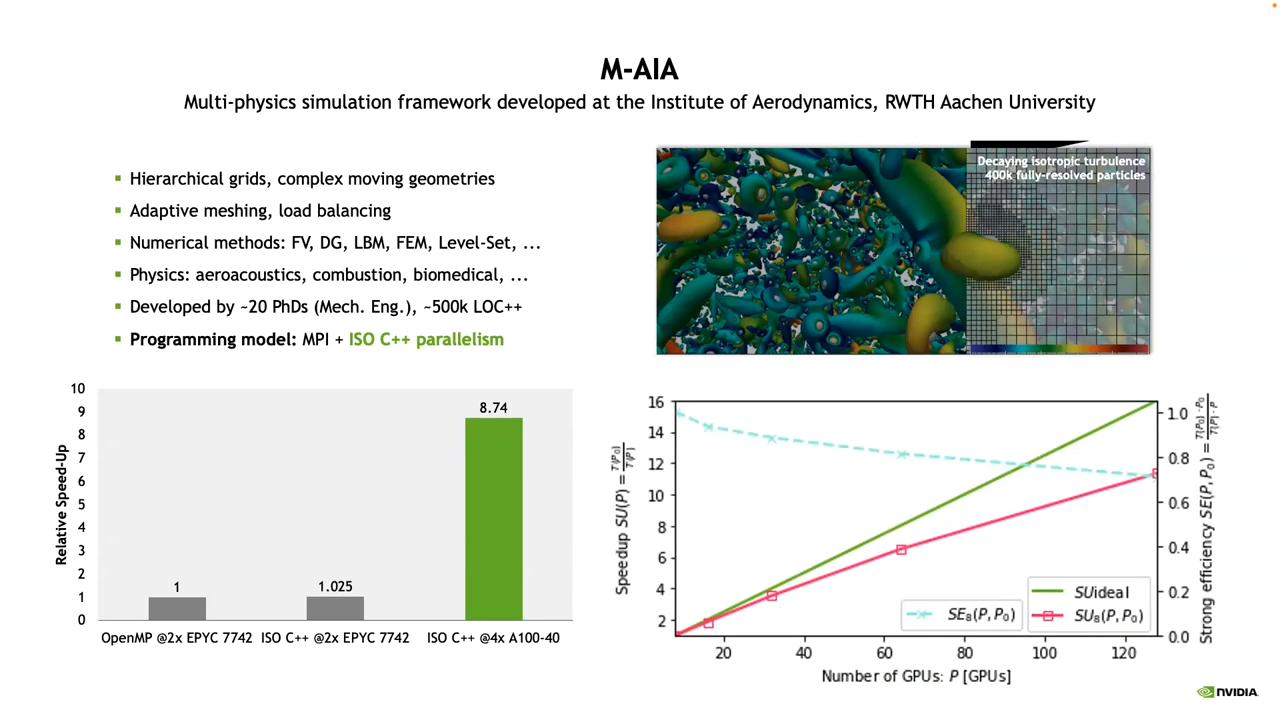 M-AIA
Multi-physics simulation framework developed at the Institute of Aerodynamics, RWTH Aachen University
▪ Hierarchical grids, complex moving geometries
▪ Adaptive meshing, load balancing
▪ Numerical methods: FV, DG, LBM, FEM, Level-Set, ...
▪ Physics: aeroacoustics, combustion, biomedical, ...
▪ Developed by ~20 PhDs (Mech. Eng.), ~500k LOC++
▪ Programming model: MPI + ISO C++ parallelism
Decaying isotropic turbulence
400k fully-resolved particles
Relative Speed-Up
10
9
8
7
6
5
4
3
2
1
0
1
1.025
8.74
OpenMP @2x EPYC 7742
ISO C++ @2x EPYC 7742
ISO C++ @4x A100-40
Speedup SU(P) = T(P₀)/T(P)
16
14
12
10
8
6
4
2
20
40
60
80
100
120
Number of GPUs: P [GPUs]
SE₈(P, P₀)
SUideal
SU₈(P, P₀)
1.0
0.8
0.6
0.4
0.2
0.0
Strong efficiency SE(P, P₀) = T(P₀)·P₀/T(P)·P
NVIDIA.